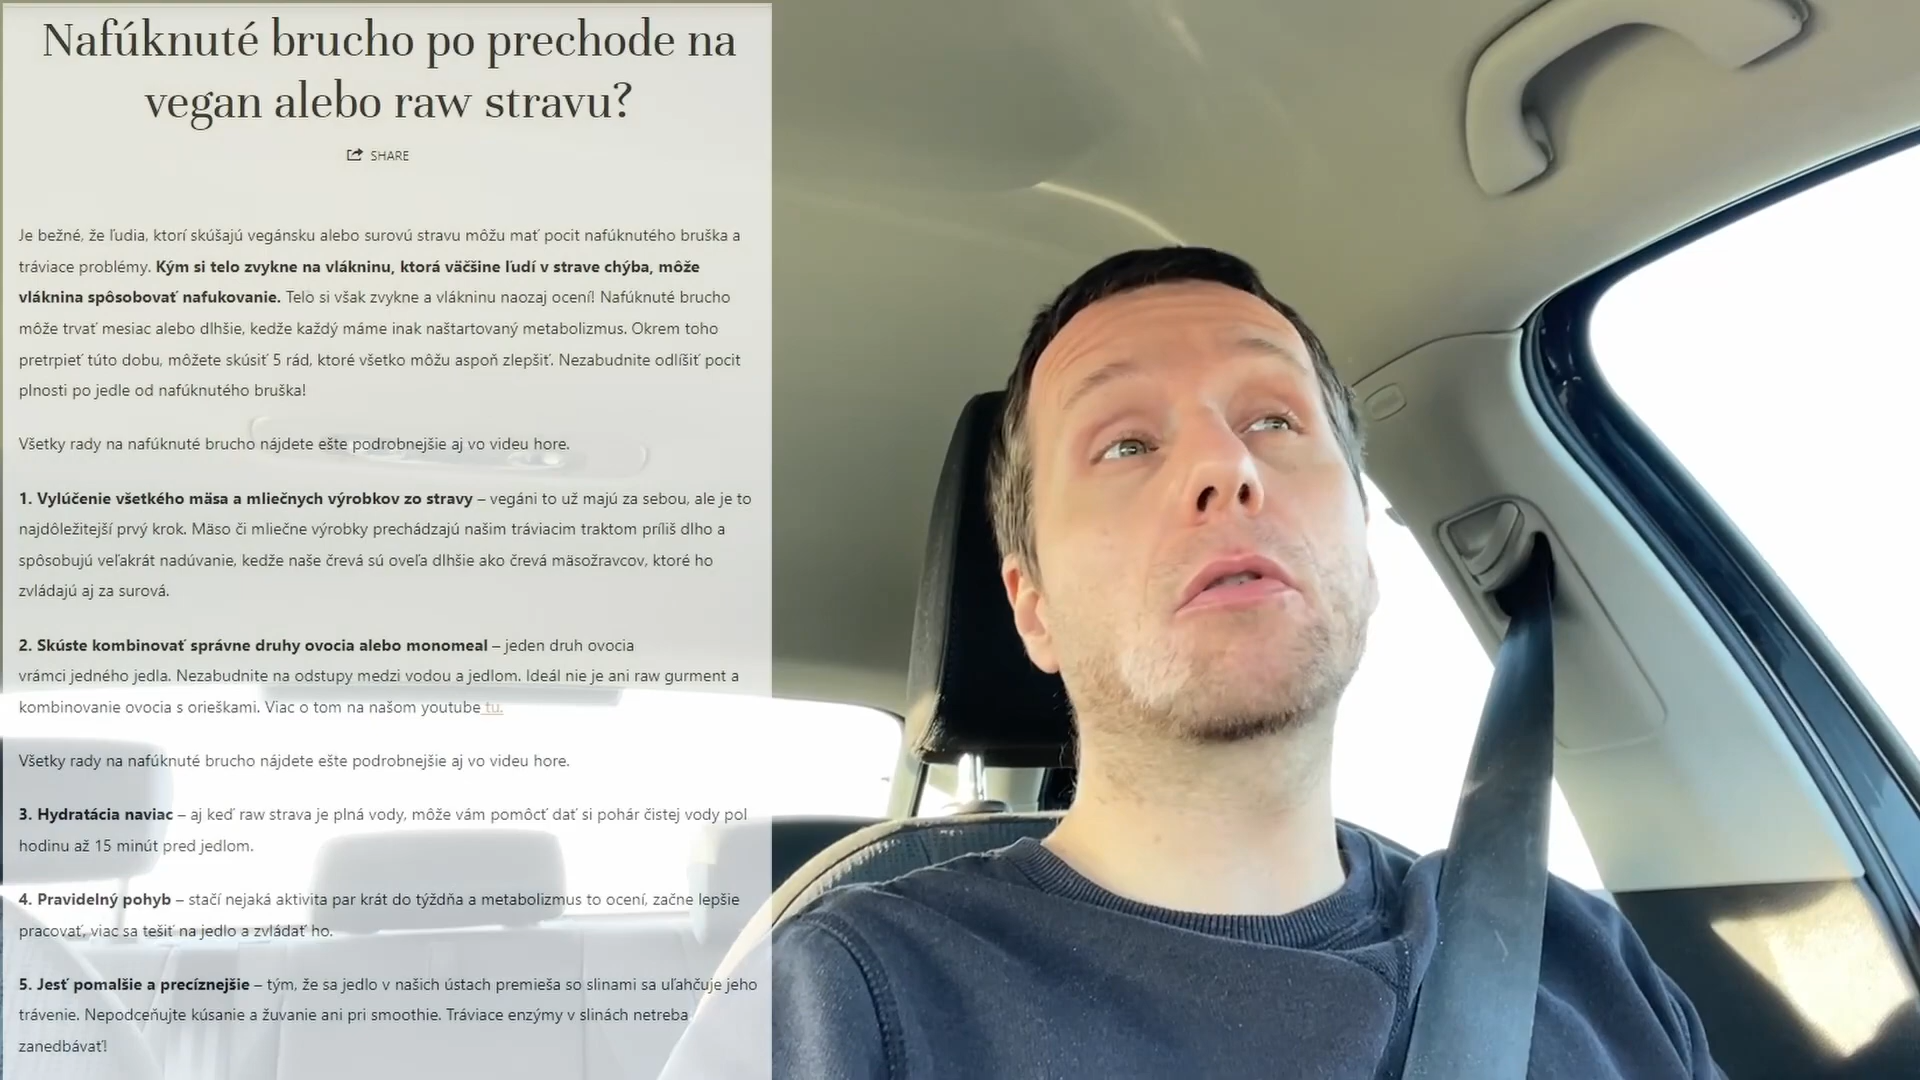 Nafúknuté brucho po prechode na
vegan alebo raw stravu?
SHARE
Je bežné, že ľudia, ktorí skúšajú vegánsku alebo surovú stravu môžu mať pocit nafúknutého bruška a
tráviace problémy. Kým si telo zvykne na vlákninu, ktorá väčšine ľudí v strave chýba, môže
vláknina spôsobovať nafukovanie. Telo si však zvykne a vlákninu naozaj ocení! Nafúknuté brucho
môže trvať mesiac alebo dlhšie, kedže každý máme inak naštartovaný metabolizmus. Okrem toho
pretrpieť túto dobu, môžete skúsiť 5 rád, ktoré všetko môžu aspoň zlepšiť. Nezabudnite odlíšiť pocit
plnosti po jedle od nafúknutého bruška!
Všetky rady na nafúknuté brucho nájdete ešte podrobnejšie aj vo videu hore.
1. Vylúčenie všetkého mäsa a mliečnych výrobkov zo stravy – vegáni to už majú za sebou, ale je to
najdôležitejší prvý krok. Mäso či mliečne výrobky prechádzajú našim tráviacim traktom príliš dlho a
spôsobujú veľakrát nadúvanie, kedže naše črevá sú oveľa dlhšie ako črevá mäsožravcov, ktoré ho
zvládajú aj za surová.
2. Skúste kombinovať správne druhy ovocia alebo monomeal – jeden druh ovocia
vrámci jedného jedla. Nezabudnite na odstupy medzi vodou a jedlom. Ideál nie je ani raw gurment a
kombinovanie ovocia s orieškami. Viac o tom na našom youtube tu.
Všetky rady na nafúknuté brucho nájdete ešte podrobnejšie aj vo videu hore.
3. Hydratácia naviac – aj keď raw strava je plná vody, môže vám pomôcť dať si pohár čistej vody pol
hodinu až 15 minút pred jedlom.
4. Pravidelný pohyb – stačí nejaká aktivita par krát do týždňa a metabolizmus to ocení, začne lepšie
pracovať, viac sa tešiť na jedlo a zvládať ho.
5. Jesť pomalšie a precíznejšie – tým, že sa jedlo v našich ústach premieša so slinami sa uľahčuje jeho
trávenie. Nepodceňujte kúsanie a žuvanie ani pri smoothie. Tráviace enzýmy v slinách netreba
zanedbávať!